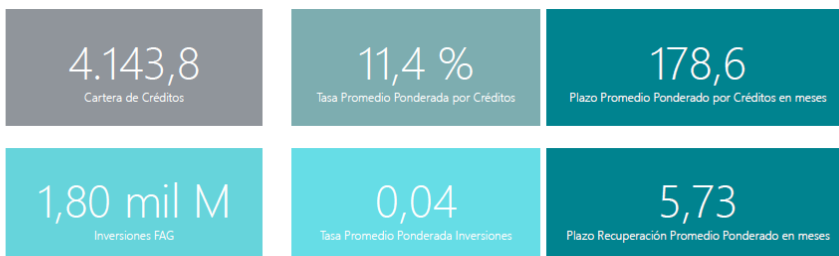 4.143,8
Cartera de Créditos
11,4 %
Tasa Promedio Ponderada por Créditos
178,6
Plazo Promedio Ponderado por Créditos en meses
1,80 mil M
Inversiones FAG
0,04
Tasa Promedio Ponderada Inversiones
5,73
Plazo Recuperación Promedio Ponderado en meses